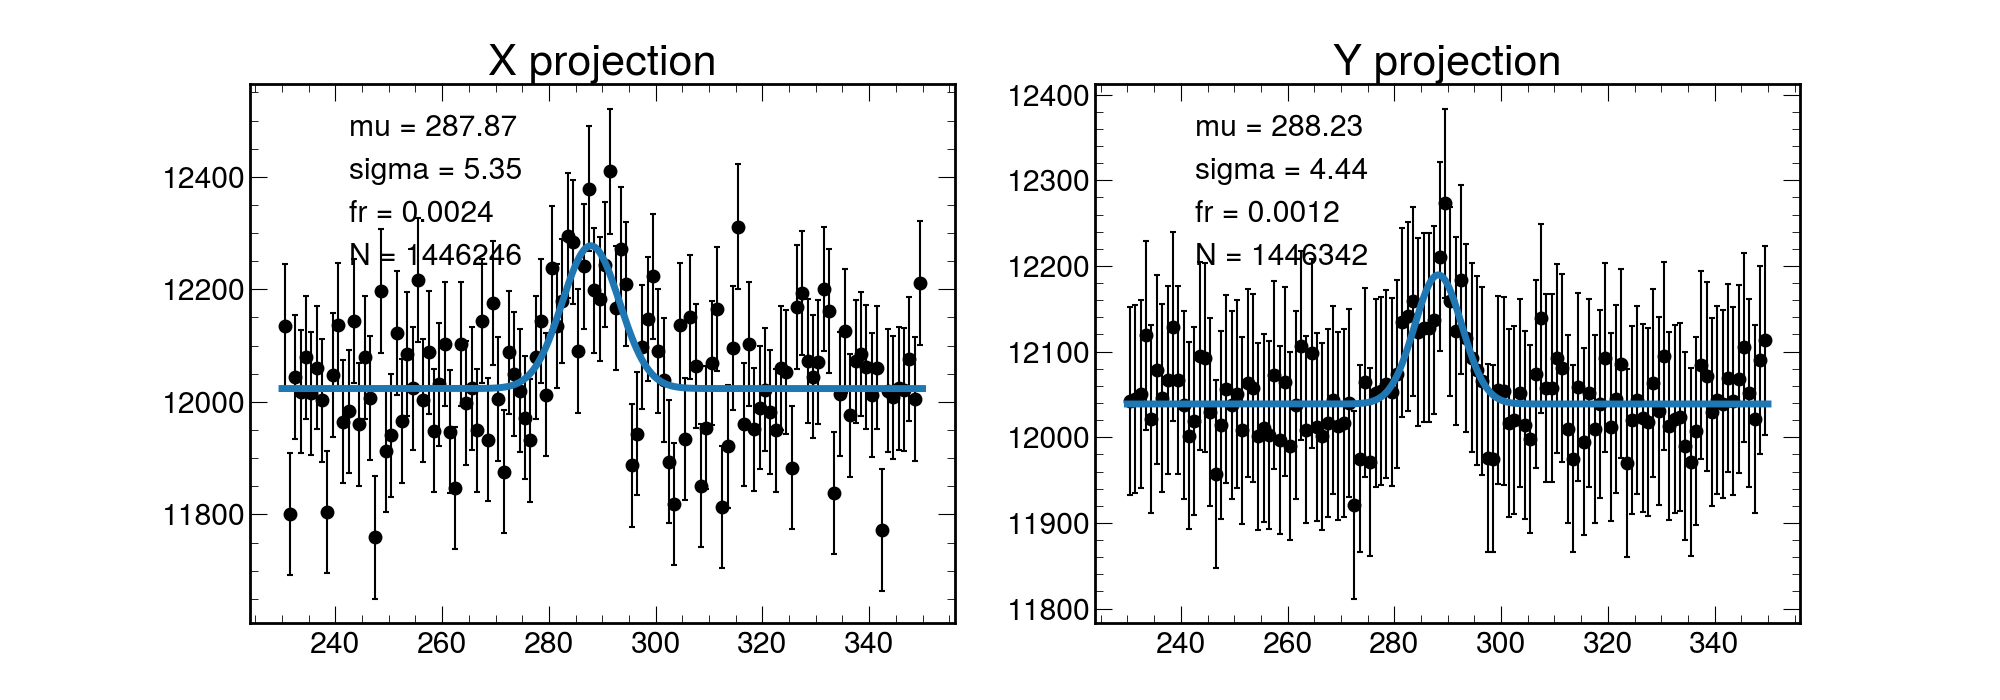 X projection
mu = 287.87
sigma = 5.35
fr = 0.0024
N = 1446246
12400
12200
12000
11800
240 260 280 300 320 340
Y projection
mu = 288.23
sigma = 4.44
fr = 0.0012
N = 1446342
12400
12300
12200
12100
12000
11900
11800
240 260 280 300 320 340